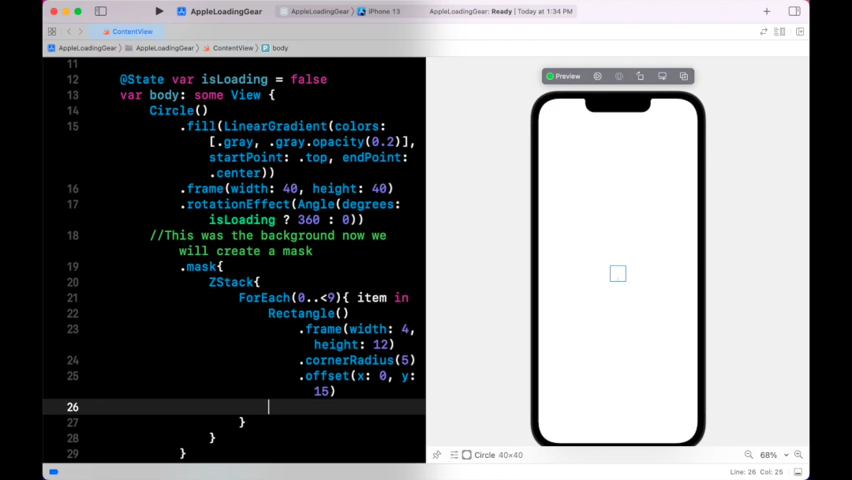 AppleLoadingGear
AppleLoadingGear
iPhone 13
AppleLoadingGear: Ready | Today at 1:34 PM
ContentView
AppleLoadingGear
AppleLoadingGear
ContentView
body
11
12 @State var isLoading = false
13 var body: some View {
14 Circle()
15 .fill(LinearGradient(colors:
[.gray, .gray.opacity(0.2)],
startPoint: .top, endPoint:
.center))
16 .frame(width: 40, height: 40)
17 .rotationEffect(Angle(degrees:
isLoading ? 360 : 0))
18 //This was the background now we
will create a mask
19 .mask{
20 ZStack{
21 ForEach(0..<9){ item in
22 Rectangle()
23 .frame(width: 4,
height: 12)
24 .cornerRadius(5)
25 .offset(x: 0, y:
15)
26
27 }
28 }
29 }
Preview
Circle 40×40
68%
Line: 26 Col: 25